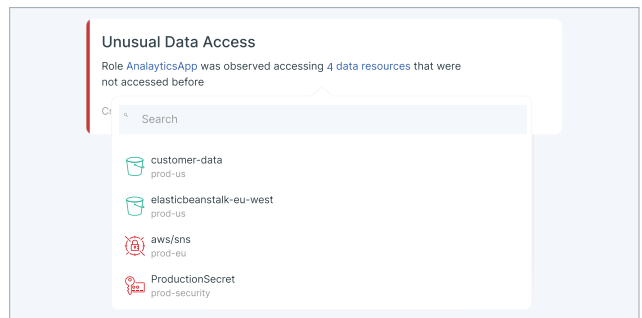 Unusual Data Access
Role AnalayticsApp was observed accessing 4 data resources that were
not accessed before
Search
customer-data
prod-us
elasticbeanstalk-eu-west
prod-us
aws/sns
prod-eu
ProductionSecret
prod-security